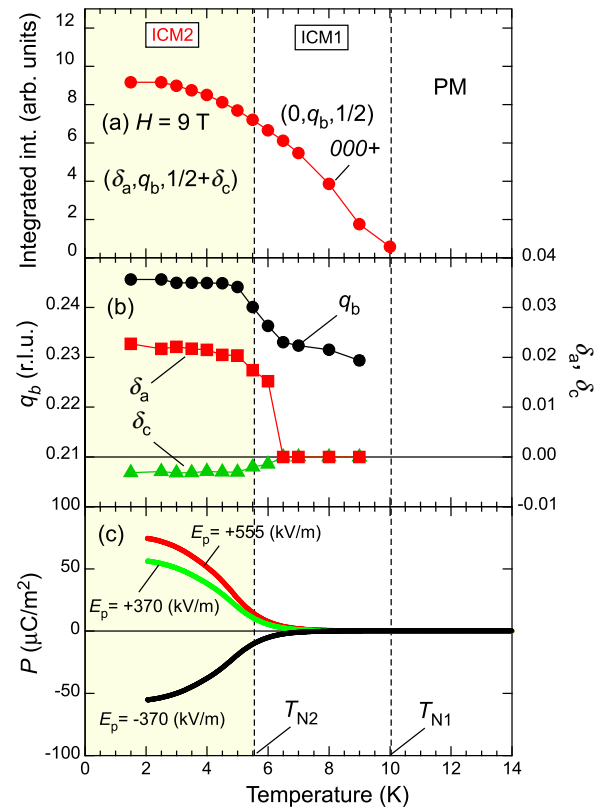 ICM2
ICM1
PM
Integrated int. (arb. units)
10
8
6
4
2
0
(a) H = 9 T
(0,q_b,1/2)
000+
(δ_a,q_b,1/2+δ_c)
0.04
(b)
q_b
0.24
0.23
0.22
0.21
100
q_b (r.l.u.)
δ_a
δ_c
0.03
0.02
0.01
0.00
-0.01
δ_a, δ_c
(c)
E_p= +555 (kV/m)
E_p= +370 (kV/m)
E_p= -370 (kV/m)
50
0
-50
-100
P (μC/m²)
T_N2
T_N1
0
2
4
6
8
10
12
14
Temperature (K)